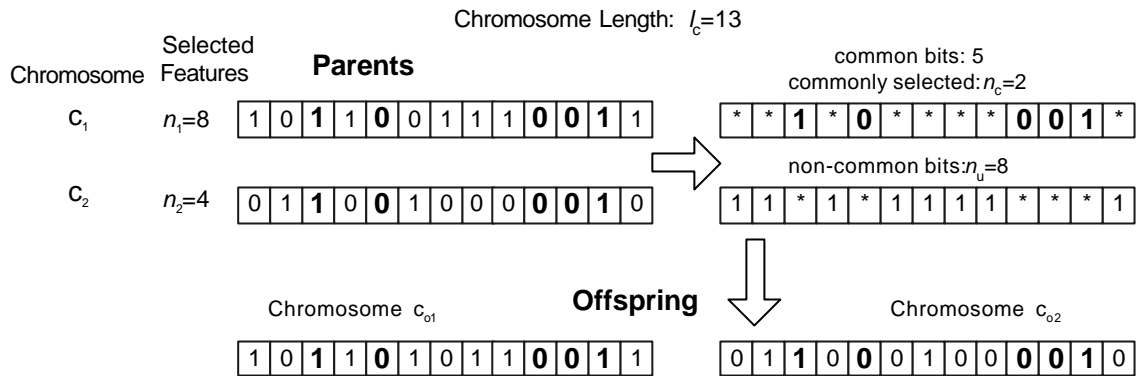 Chromosome Length: lc=13
Chromosome Selected Features Parents
common bits: 5
commonly selected: nc=2
c1 n1=8 1 0 1 1 0 0 1 1 1 0 0 1 1
* * 1 * 0 * * * * 0 0 1 *
non-common bits: nu=8
c2 n2=4 0 1 1 0 0 1 0 0 0 0 0 1 0
1 1 * 1 * 1 1 1 1 * * * 1
Offspring
Chromosome co1
Chromosome co2
1 0 1 1 0 1 0 1 1 0 0 1 1
0 1 1 0 0 0 1 0 0 0 0 1 0